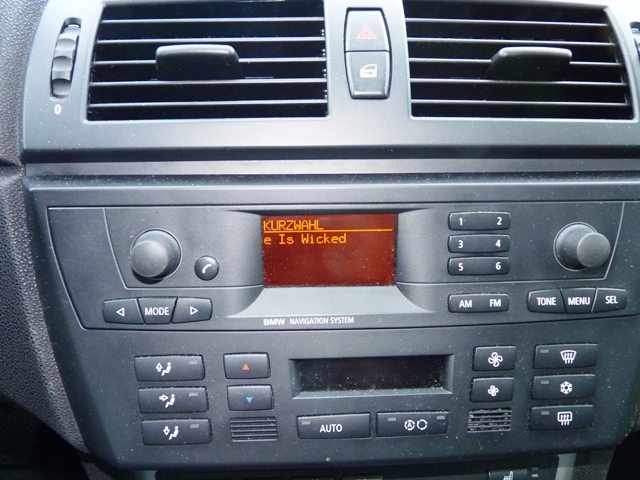 0
KURZWAHL
e Is Wicked
1 2
3 4
5 6
MODE
AM FM
TONE MENU SEL
BMW NAVIGATION SYSTEM
AUTO
A